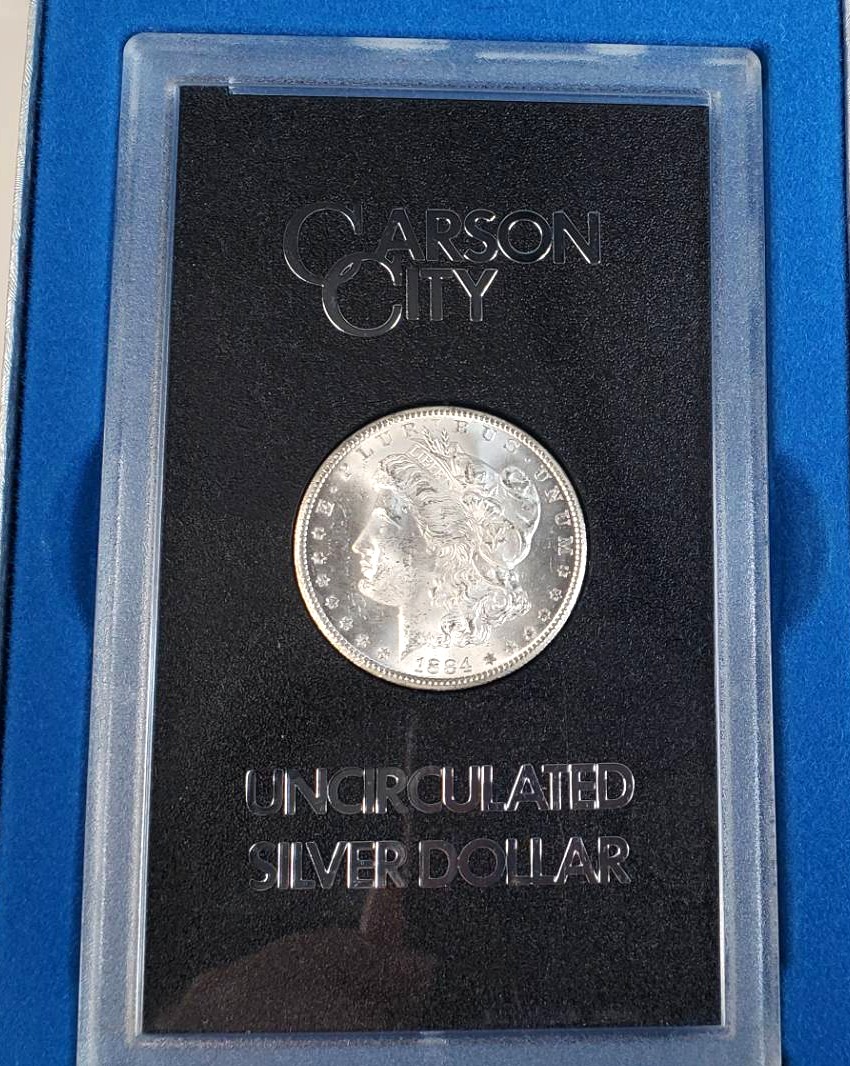 CARSON
CITY
E·PLURIBUS·UNUM
1884
UNCIRCULATED
SILVER DOLLAR